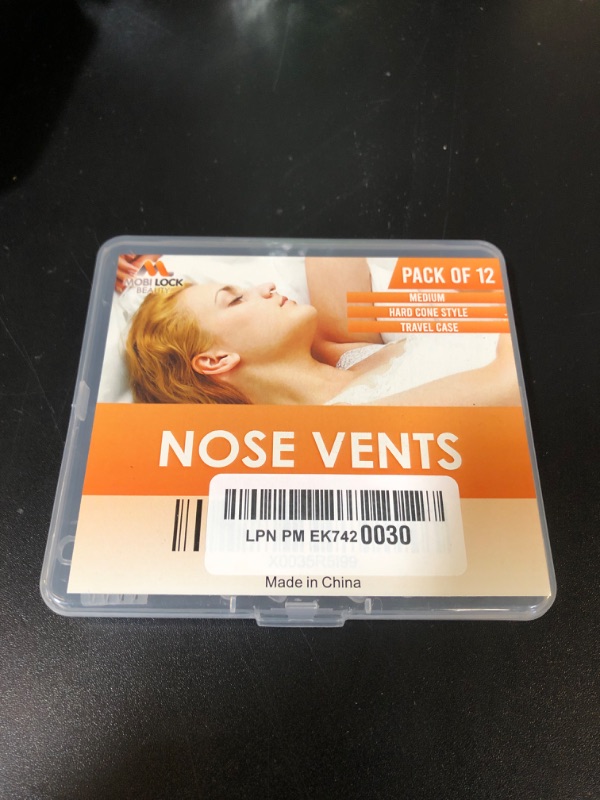 MOBI LOCK
BEAUTY
PACK OF 12
MEDIUM
HARD CONE STYLE
TRAVEL CASE
NOSE VENTS
LPN PM EK742 0030
Made in China